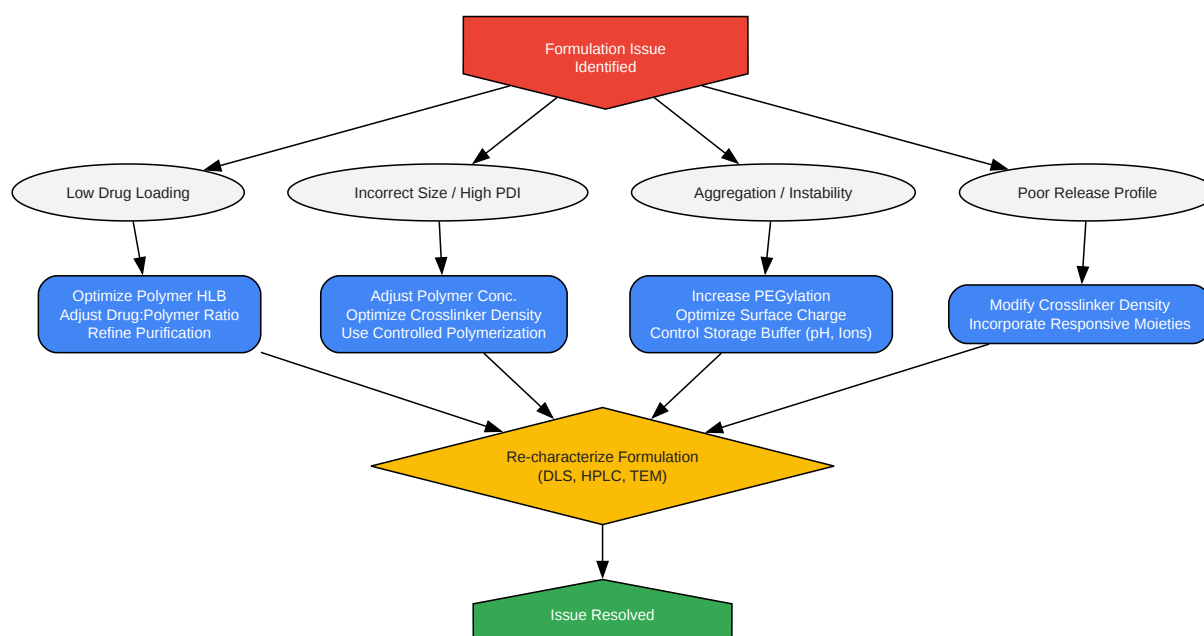 Formulation Issue
Identified
Low Drug Loading
Incorrect Size / High PDI
Aggregation / Instability
Poor Release Profile
Optimize Polymer HLB
Adjust Drug:Polymer Ratio
Refine Purification
Adjust Polymer Conc.
Optimize Crosslinker Density
Use Controlled Polymerization
Increase PEGylation
Optimize Surface Charge
Control Storage Buffer (pH, Ions)
Modify Crosslinker Density
Incorporate Responsive Moieties
Re-characterize Formulation
(DLS, HPLC, TEM)
Issue Resolved